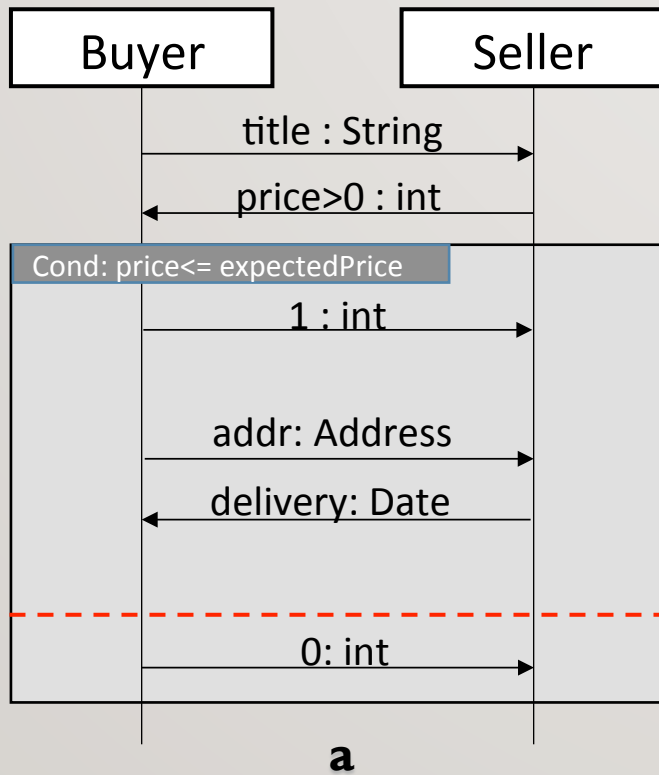 Buyer
Seller
title : String
price>0 : int
Cond: price<= expectedPrice
1 : int
addr: Address
delivery: Date
0: int
a